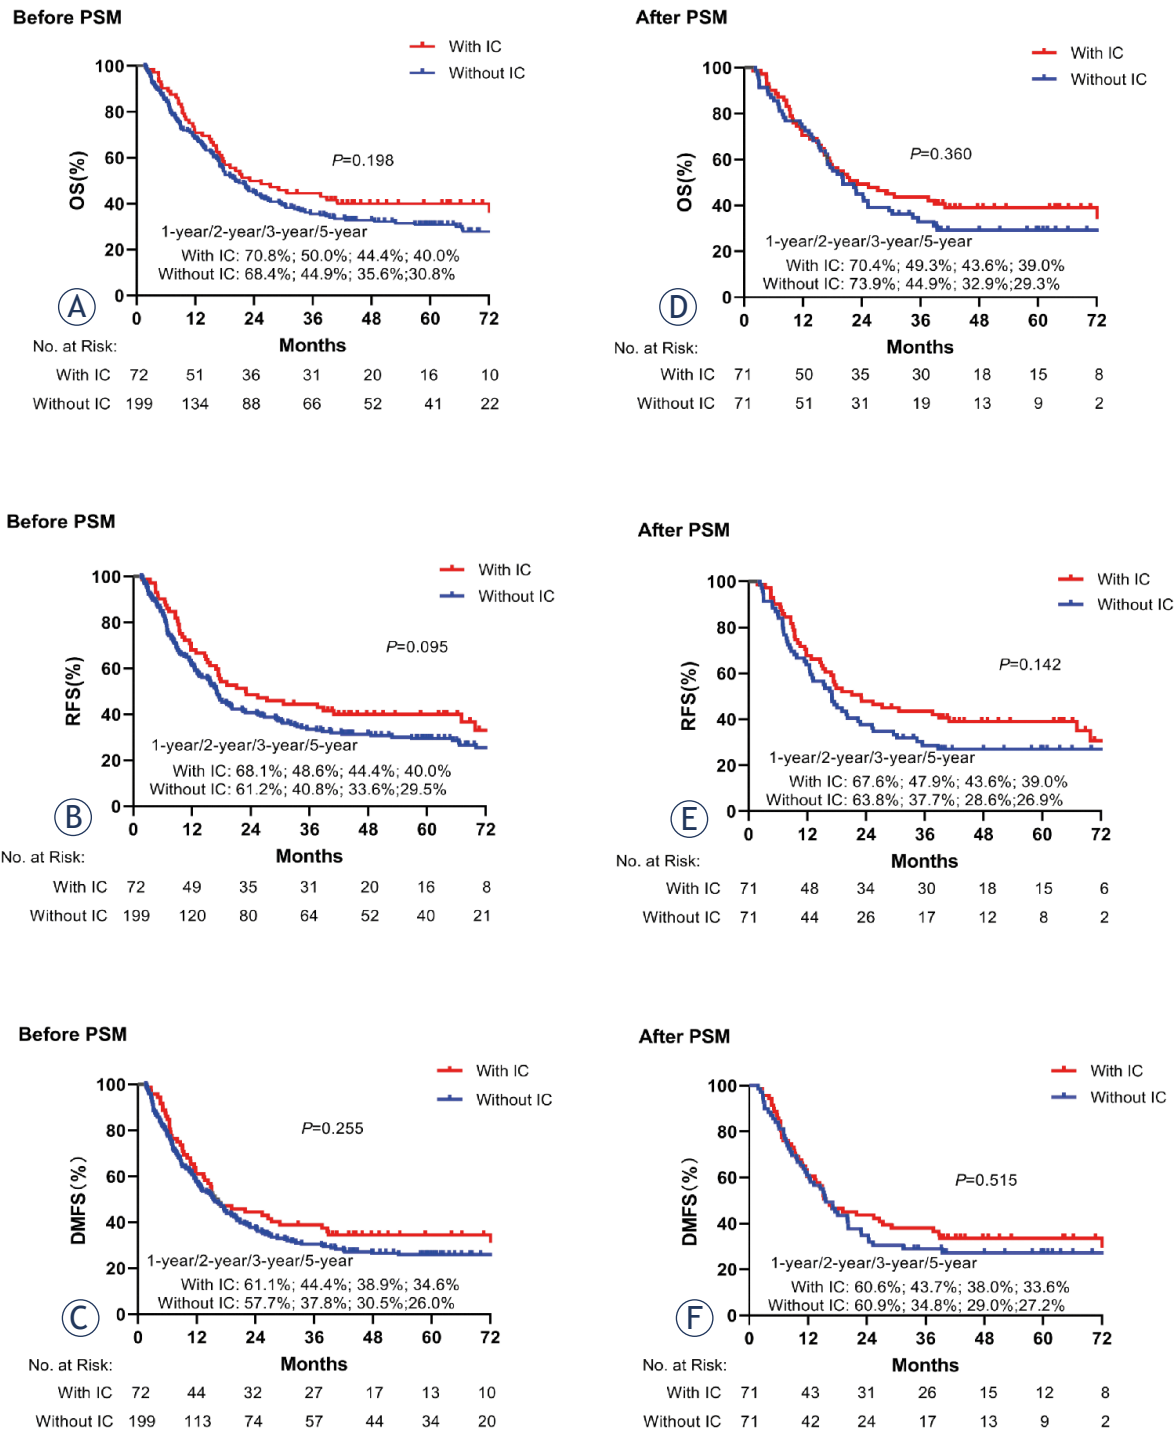 Before PSM
With IC
Without IC
100
80
60
40
20
0
OS(%)
P=0.198
1-year/2-year/3-year/5-year
With IC: 70.8%; 50.0%; 44.4%; 40.0%
Without IC: 68.4%; 44.9%; 35.6%;30.8%
A
0 12 24 36 48 60 72
No. at Risk:
Months
With IC 72 51 36 31 20 16 10
Without IC 199 134 88 66 52 41 22
After PSM
With IC
Without IC
100
80
60
40
20
0
OS(%)
P=0.360
1-year/2-year/3-year/5-year
With IC: 70.4%; 49.3%; 43.6%; 39.0%
Without IC: 73.9%; 44.9%; 32.9%;29.3%
D
0 12 24 36 48 60 72
No. at Risk:
Months
With IC 71 50 35 30 18 15 8
Without IC 71 51 31 19 13 9 2
Before PSM
With IC
Without IC
100
80
60
40
20
0
RFS(%)
P=0.095
1-year/2-year/3-year/5-year
With IC: 68.1%; 48.6%; 44.4%; 40.0%
Without IC: 61.2%; 40.8%; 33.6%;29.5%
B
0 12 24 36 48 60 72
No. at Risk:
Months
With IC 72 49 35 31 20 16 8
Without IC 199 120 80 64 52 40 21
After PSM
With IC
Without IC
100
80
60
40
20
0
RFS(%)
P=0.142
1-year/2-year/3-year/5-year
With IC: 67.6%; 47.9%; 43.6%; 39.0%
Without IC: 63.8%; 37.7%; 28.6%;26.9%
E
0 12 24 36 48 60 72
No. at Risk:
Months
With IC 71 48 34 30 18 15 6
Without IC 71 44 26 17 12 8 2
Before PSM
With IC
Without IC
100
80
60
40
20
0
DMFS(%)
P=0.255
1-year/2-year/3-year/5-year
With IC: 61.1%; 44.4%; 38.9%; 34.6%
Without IC: 57.7%; 37.8%; 30.5%;26.0%
C
0 12 24 36 48 60 72
No. at Risk:
Months
With IC 72 44 32 27 17 13 10
Without IC 199 113 74 57 44 34 20
After PSM
With IC
Without IC
100
80
60
40
20
0
DMFS(%)
P=0.515
1-year/2-year/3-year/5-year
With IC: 60.6%; 43.7%; 38.0%; 33.6%
Without IC: 60.9%; 34.8%; 29.0%;27.2%
F
0 12 24 36 48 60 72
No. at Risk:
Months
With IC 71 43 31 26 15 12 8
Without IC 71 42 24 17 13 9 2